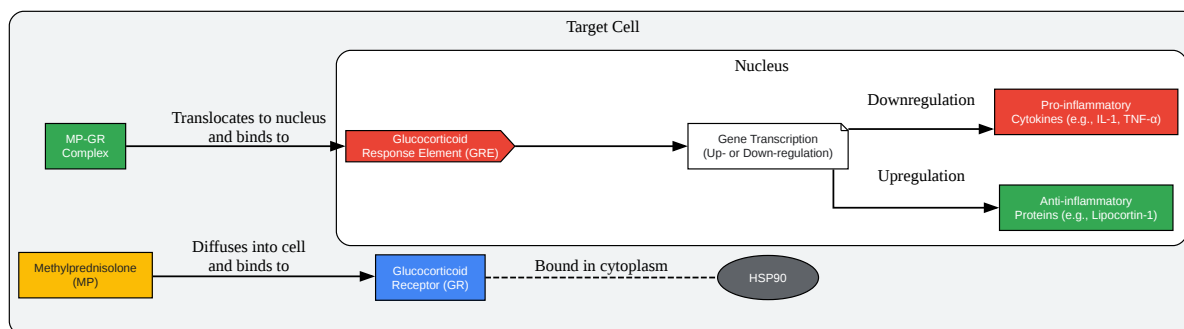 Target Cell
Nucleus
Translocates to nucleus
and binds to
Downregulation
Pro-inflammatory
Cytokines (e.g., IL-1, TNF-α)
MP-GR
Complex
Glucocorticoid
Response Element (GRE)
Gene Transcription
(Up- or Down-regulation)
Upregulation
Anti-inflammatory
Proteins (e.g., Lipocortin-1)
Diffuses into cell
and binds to
Bound in cytoplasm
Methylprednisolone
(MP)
Glucocorticoid
Receptor (GR)
HSP90